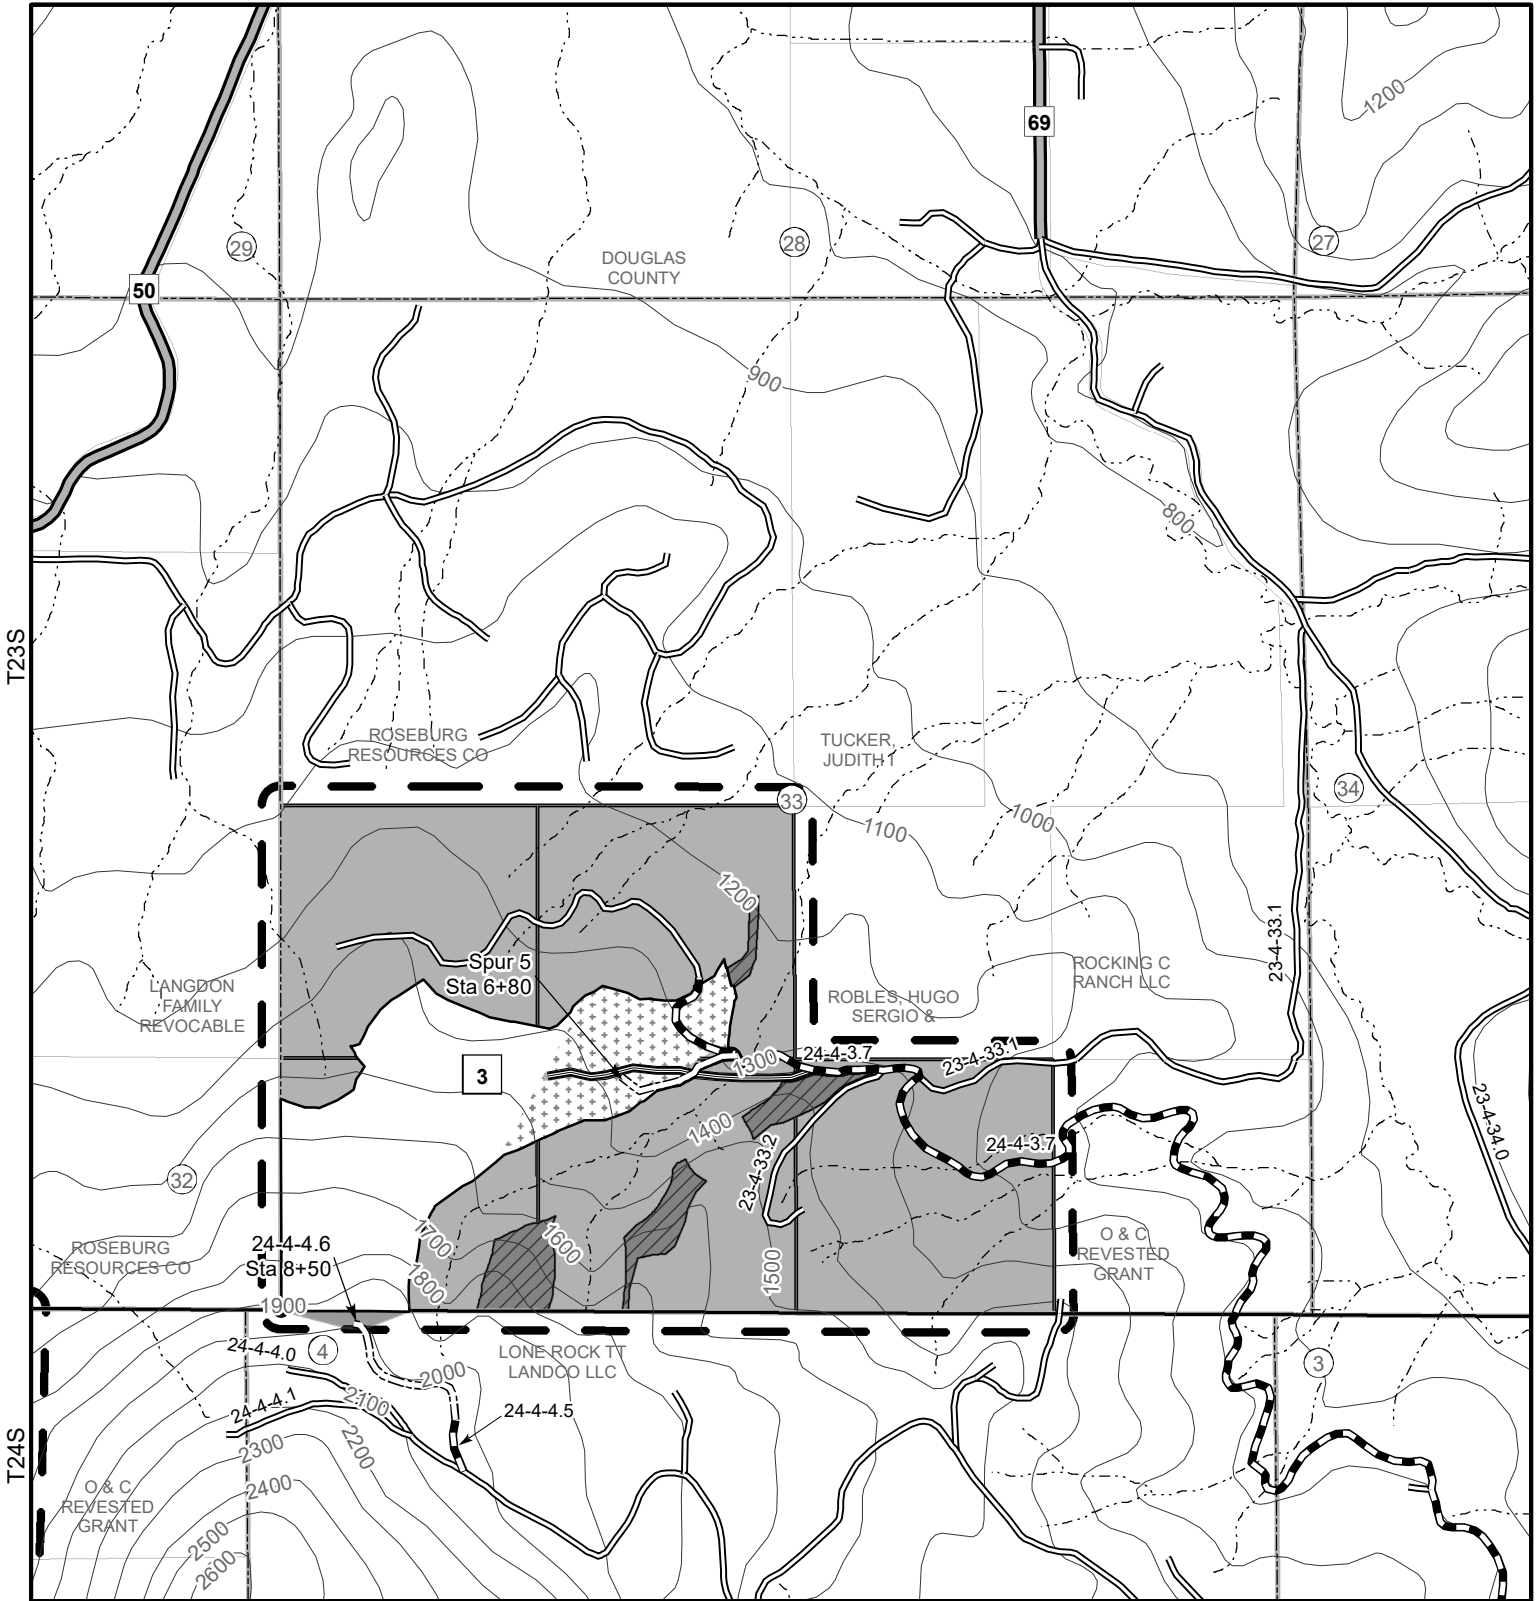 1200
69
29
28
27
DOUGLAS
COUNTY
50
900
800
T23S
ROSEBURG
RESOURCES CO
TUCKER,
JUDITH I
34
33
1100
1000
1200
23-4-33.1
Spur 5
Sta 6+80
LANGDON
FAMILY
REVOCABLE
ROCKING C
RANCH LLC
ROBLES, HUGO
SERGIO &
24-4-3.7
23-4-33.1
1300
3
1400
23-4-34.0
24-4-3.7
23-4-33.2
32
1700
1600
1500
1800
ROSEBURG
RESOURCES CO
24-4-4.6
Sta 8+50
O & C
REVESTED
GRANT
1900
24-4-4.0
4
LONE ROCK TT
LANDCO LLC
3
2000
24-4-4.1
2100
24-4-4.5
2200
2300
T24S
2400
O & C
REVESTED
GRANT
2500
2600